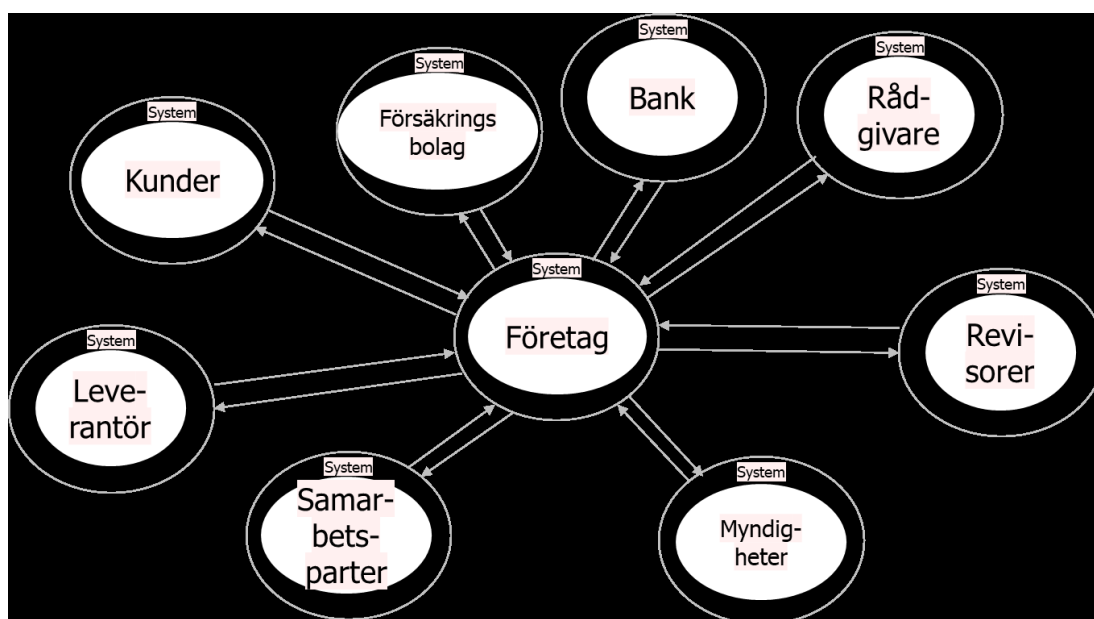 System
Bank
System
Råd-
givare
System
Försäkrings
bolag
System
Kunder
System
Företag
System
Revi-
sorer
System
Leve-
rantör
System
Samar-
bets-
parter
System
Myndig-
heter